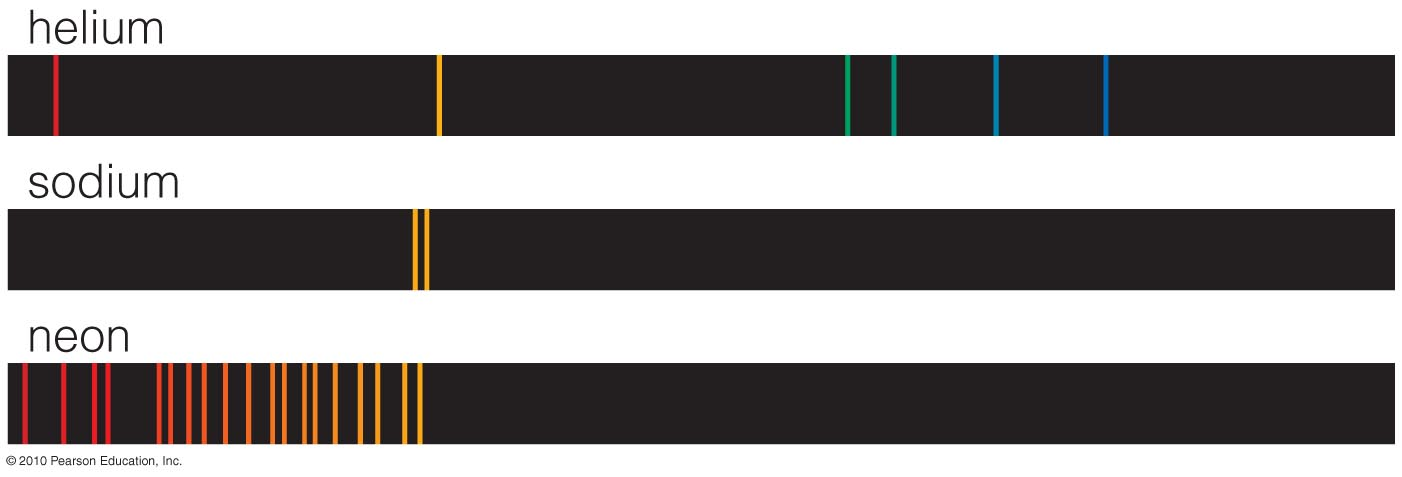 helium
sodium
neon
© 2010 Pearson Education, Inc.